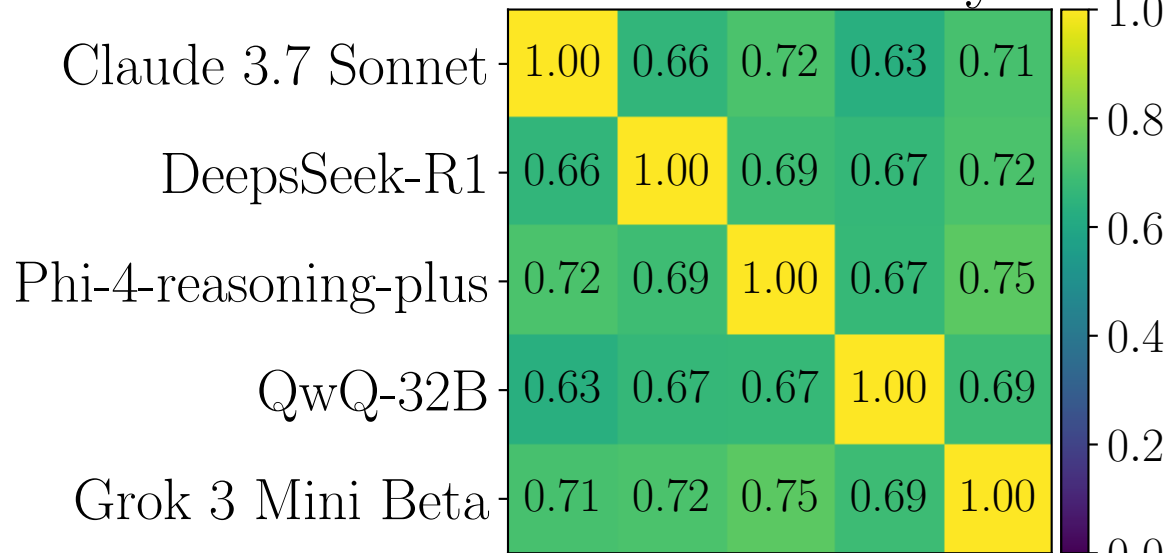 1.0
Claude 3.7 Sonnet 1.00 0.66 0.72 0.63 0.71
0.8
DeepsSeek-R1 0.66 1.00 0.69 0.67 0.72
0.6
Phi-4-reasoning-plus 0.72 0.69 1.00 0.67 0.75
0.4
QwQ-32B 0.63 0.67 0.67 1.00 0.69
0.2
Grok 3 Mini Beta 0.71 0.72 0.75 0.69 1.00
0.0